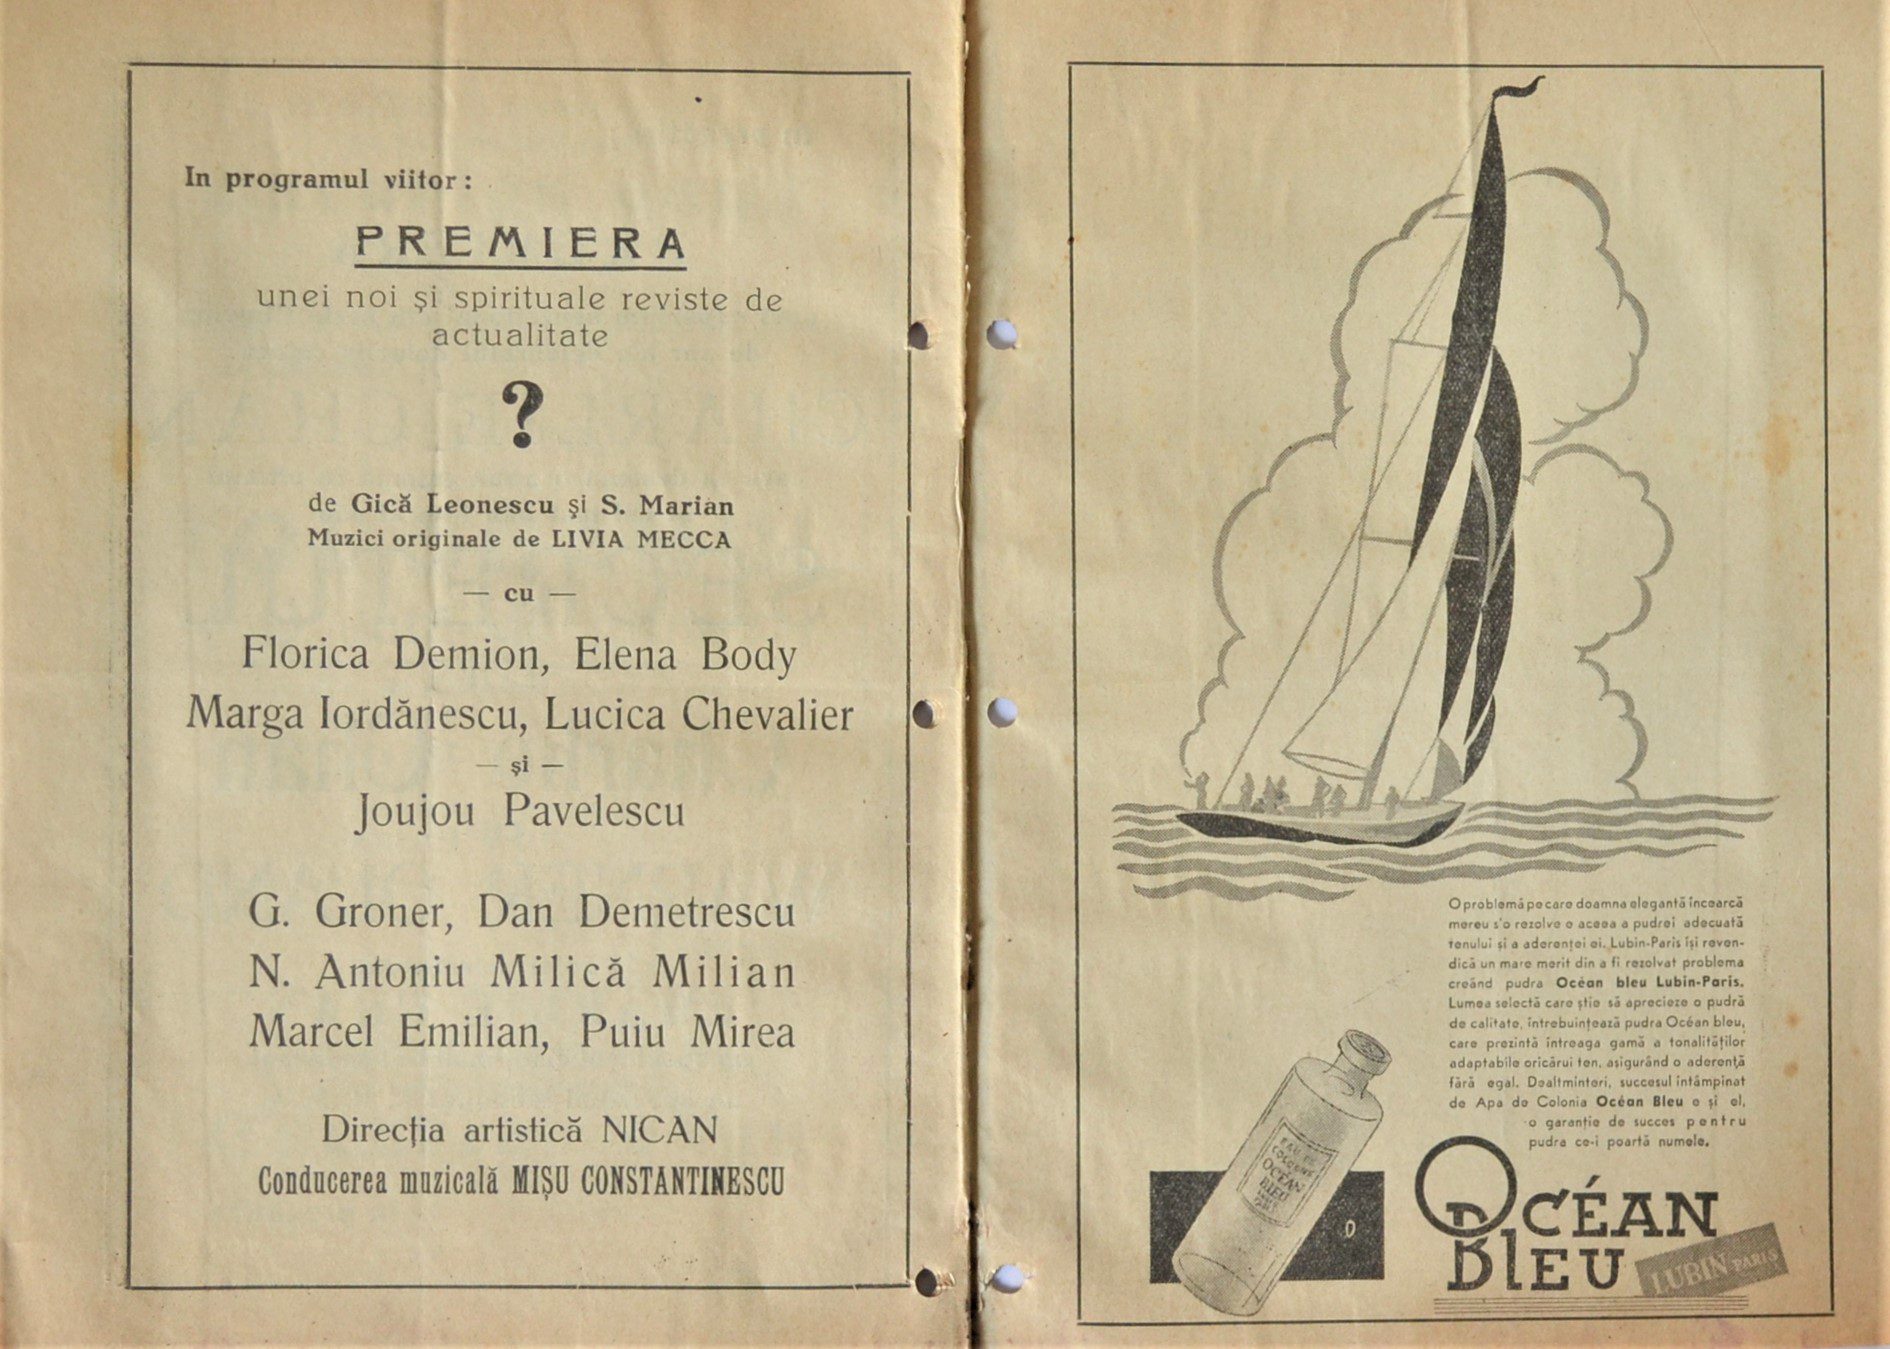 In programul viitor :
PREMIERA
unei noi și spirituale reviste de
actualitate
?
de Gică Leonescu și S. Marian
Muzici originale de LIVIA MECCA
— cu —
Florica Demion, Elena Body
Marga Iordănescu, Lucica Chevalier
— și —
Joujou Pavelescu
G. Groner, Dan Demetrescu
N. Antoniu Milică Milian
Marcel Emilian, Puiu Mirea
Direcția artistică NICAN
Conducerea muzicală MIȘU CONSTANTINESCU
O problemă pe care doamna elegantă încearcă
mereu s'o rezolve e aceea a pudrei adecuată
tenului și a aderenței ei. Lubin-Paris își reven-
dică un mare merit din a fi rezolvat problema
creând pudra Océan bleu Lubin-Paris.
Lumea selectă care știe să aprecieze o pudră
de calitate, întrebuințează pudra Océan bleu,
care prezintă întreaga gamă a tonalităților
adaptabile oricărui ten, asigurând o aderență
fără egal. Dealtminteri, succesul întâmpinat
de Apa de Colonia Océan Bleu e și el,
o garanție de succes pentru
pudra ce-i poartă numele.
EAU DE
COLOGNE
OCÉAN
BLEU
D
OCÉAN
BLEU
LUBIN PARIS